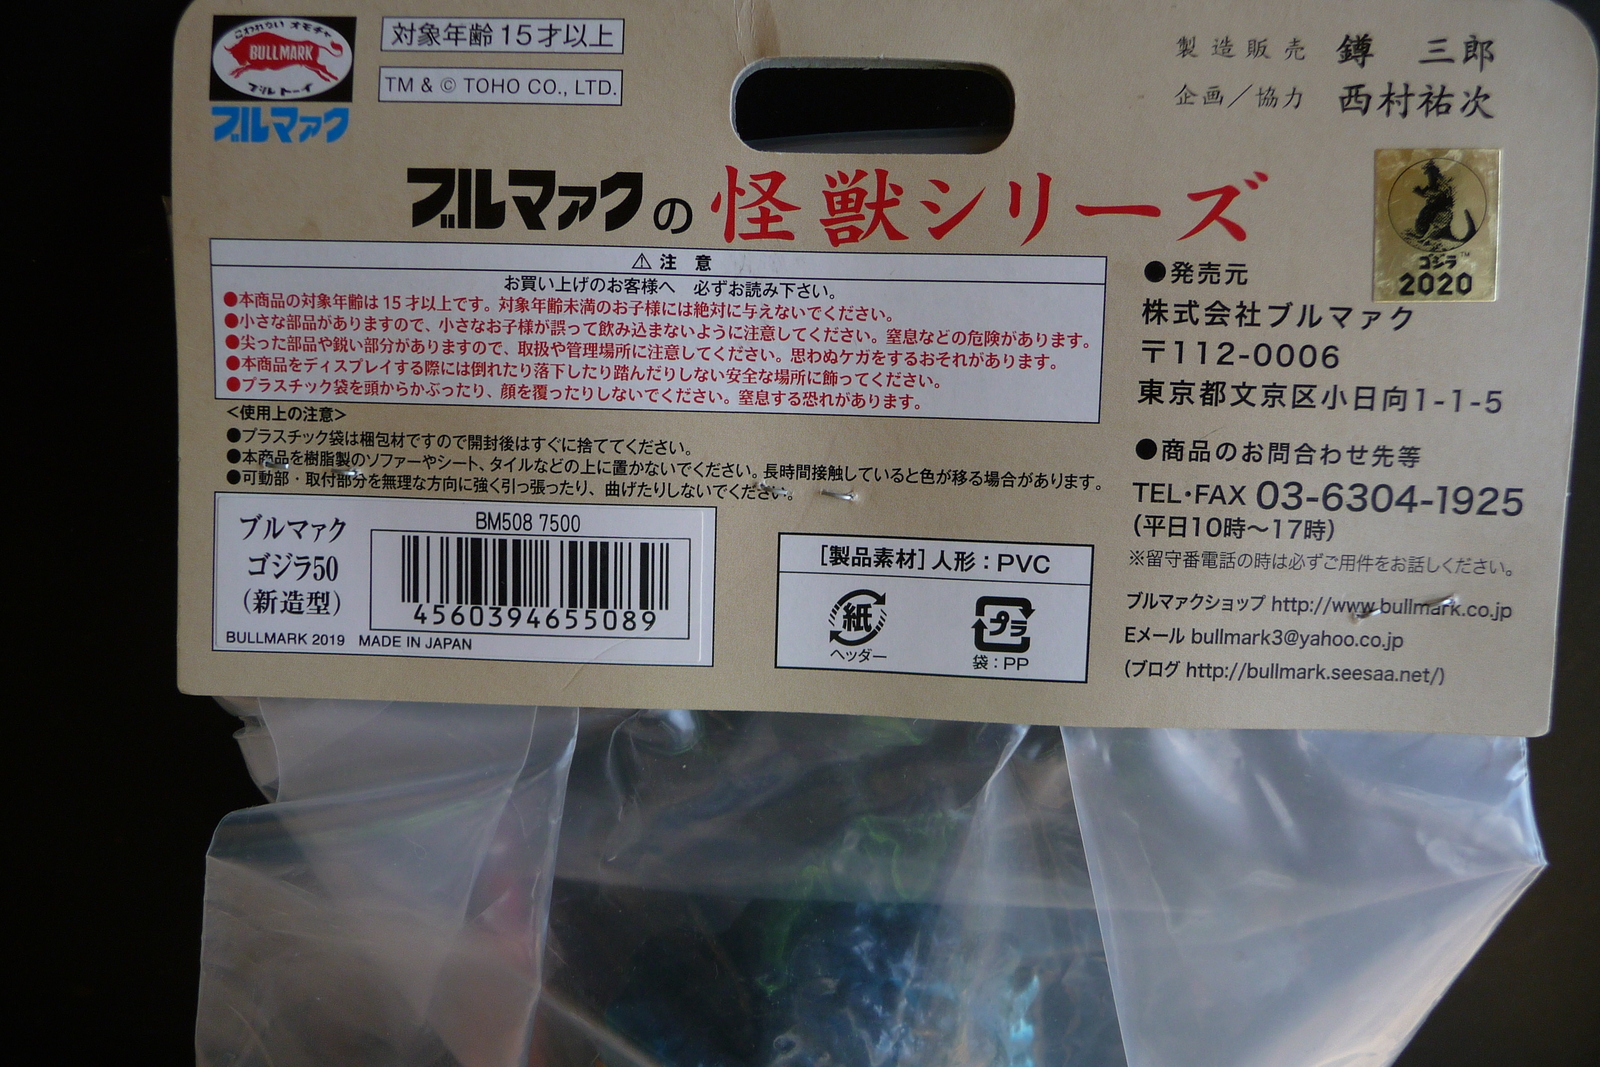 こわれないオモチャ
BULLMARK
ブルトーイ
ブルマァク
対象年齢15才以上
TM & © TOHO CO., LTD.
製造販売 鐏 三郎
企画／協力 西村祐次
ブルマァクの怪獣シリーズ
ゴジラ™
2020
⚠注 意
お買い上げのお客様へ 必ずお読み下さい。
●本商品の対象年齢は15才以上です。対象年齢未満のお子様には絶対に与えないでください。
●小さな部品がありますので、小さなお子様が誤って飲み込まないように注意してください。窒息などの危険があります。
●尖った部品や鋭い部分がありますので、取扱や管理場所に注意してください。思わぬケガをするおそれがあります。
●本商品をディスプレイする際には倒れたり落下したり踏んだりしない安全な場所に飾ってください。
●プラスチック袋を頭からかぶったり、顔を覆ったりしないでください。窒息する恐れがあります。
＜使用上の注意＞
●プラスチック袋は梱包材ですので開封後はすぐに捨ててください。
●本商品を樹脂製のソファーやシート、タイルなどの上に置かないでください。長時間接触していると色が移る場合があります。
●可動部・取付部分を無理な方向に強く引っ張ったり、曲げたりしないでください。
ブルマァク
ゴジラ50
（新造型）
BM508 7500
4560394655089
BULLMARK 2019 MADE IN JAPAN
［製品素材］人形：PVC
紙
ヘッダー
プラ
袋：PP
●発売元
株式会社ブルマァク
〒112-0006
東京都文京区小日向1-1-5
●商品のお問合わせ先等
TEL･FAX 03-6304-1925
(平日10時〜17時)
※留守番電話の時は必ずご用件をお話しください。
ブルマァクショップ http://www.bullmark.co.jp
Eメール bullmark3@yahoo.co.jp
(ブログ http://bullmark.seesaa.net/)